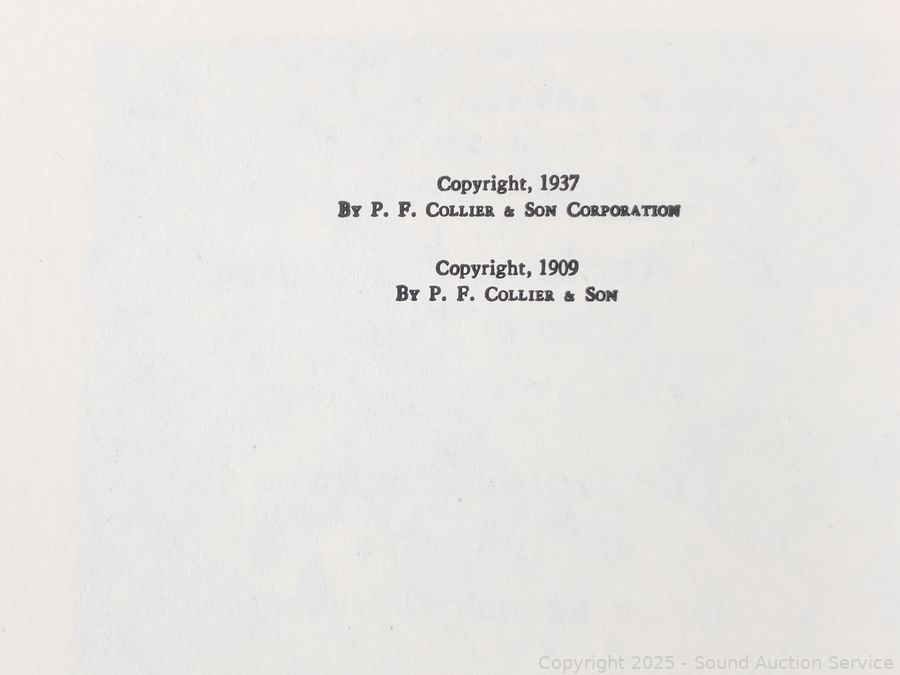 Copyright, 1937
By P. F. Collier & Son Corporation
Copyright, 1909
By P. F. Collier & Son
Copyright 2025 - Sound Auction Service